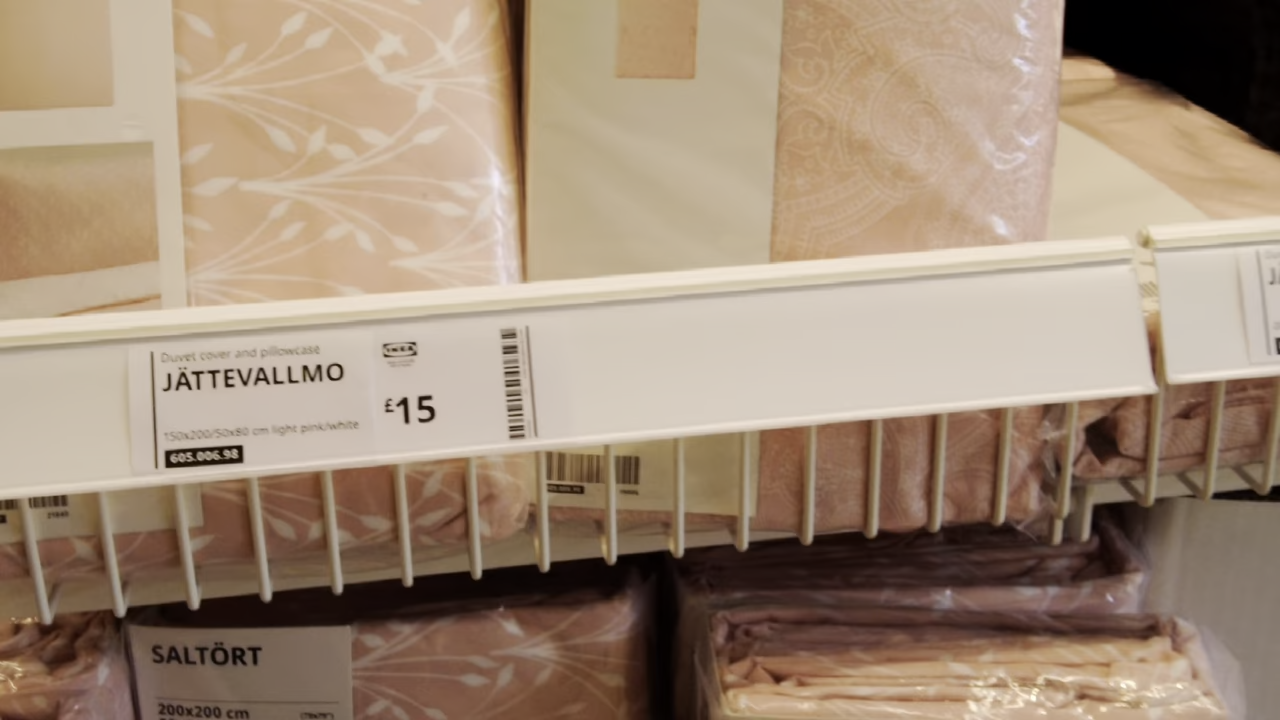 Duvet cover and pillowcase
JÄTTEVALLMO
IKEA
£15
150x200/50x80 cm light pink/white
605.006.98
SALTÖRT
200x200 cm